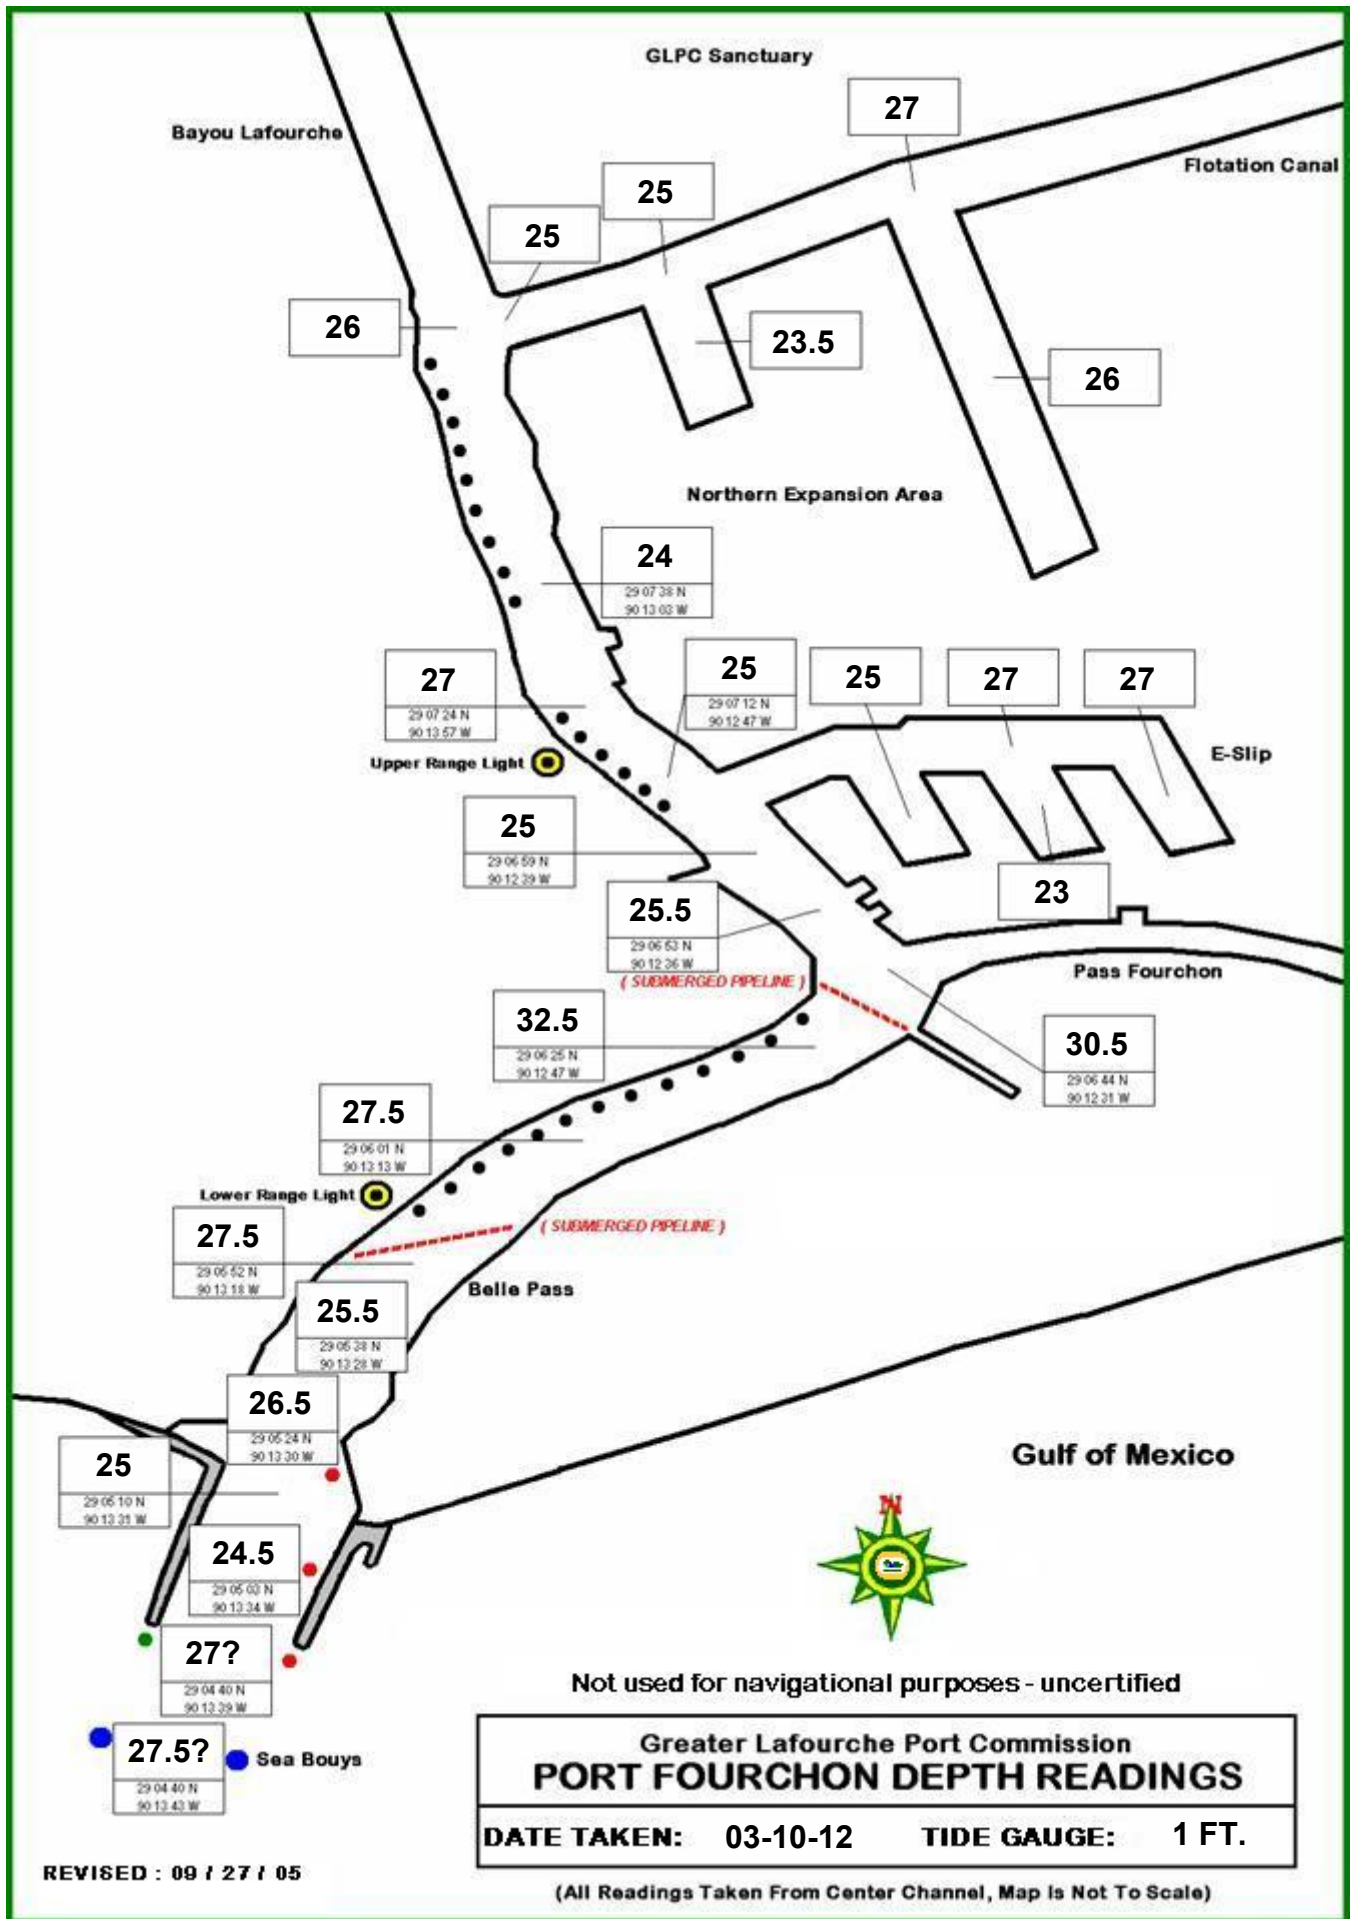 GLPC Sanctuary
27
Bayou Lafourche
Flotation Canal
25
25
26
23.5
26
Northern Expansion Area
24
29 07 38 N
90 13 03 W
27
29 07 24 N
90 13 57 W
25
29 07 12 N
90 12 47 W
25
27
27
E-Slip
Upper Range Light
25
29 06 59 N
90 12 39 W
23
25.5
29 06 53 N
90 12 36 W
Pass Fourchon
( SUBMERGED PIPELINE )
32.5
29 06 25 N
90 12 47 W
30.5
29 06 44 N
90 12 31 W
27.5
29 06 01 N
90 13 13 W
Lower Range Light
27.5
29 05 52 N
90 13 18 W
( SUBMERGED PIPELINE )
Belle Pass
25.5
29 05 38 N
90 13 28 W
26.5
29 05 24 N
90 13 30 W
25
29 05 10 N
90 13 31 W
Gulf of Mexico
N
24.5
29 05 03 N
90 13 34 W
27?
29 04 40 N
90 13 39 W
27.5?
29 04 40 N
90 13 43 W
Sea Bouys
Not used for navigational purposes - uncertified
Greater Lafourche Port Commission
PORT FOURCHON DEPTH READINGS
DATE TAKEN: 03-10-12 TIDE GAUGE: 1 FT.
REVISED : 09 / 27 / 05
(All Readings Taken From Center Channel, Map Is Not To Scale)